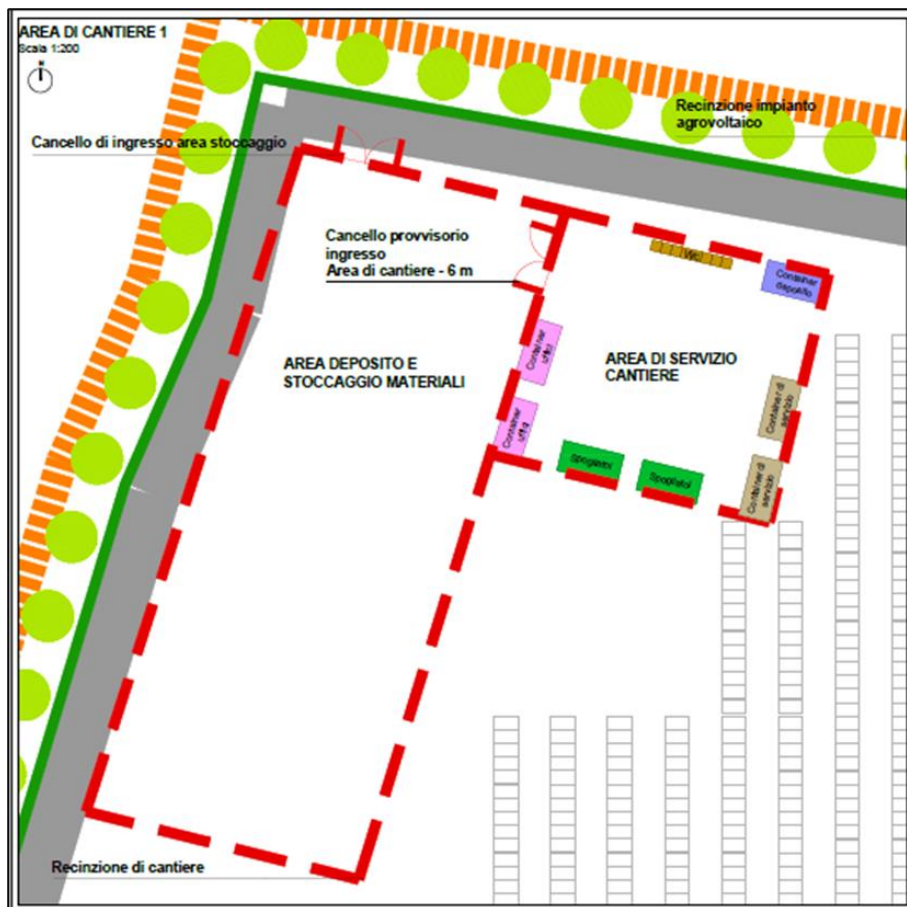 AREA DI CANTIERE 1
Scala 1:200
N
Recinzione impianto
agrovoltaico
Cancello di ingresso area stoccaggio
Cancello provvisorio
ingresso
Area di cantiere - 6 m
Wc
Container
deposito
AREA DEPOSITO E
STOCCAGGIO MATERIALI
AREA DI SERVIZIO
CANTIERE
Container
uffici
Container
uffici
Container di
servizio
Container di
servizio
Spogliatoi
Spogliatoi
Recinzione di cantiere